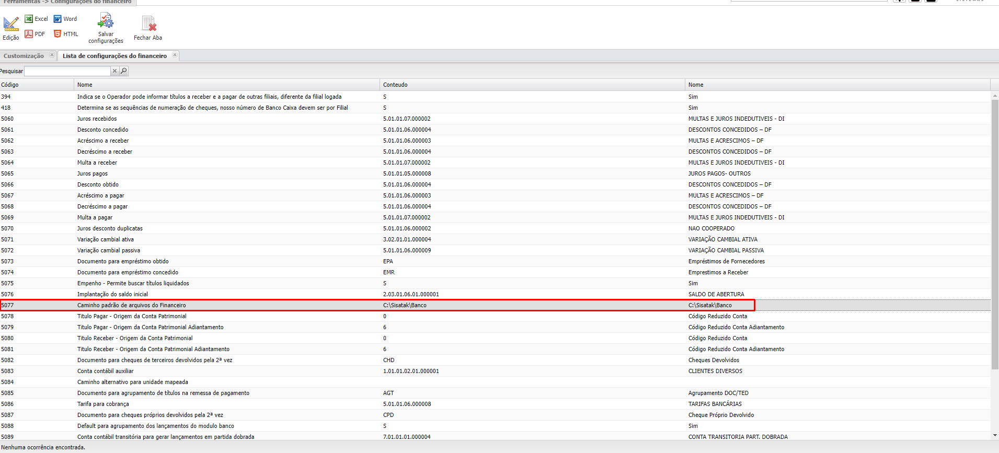 Ferramentas -> Configurações do financeiro
Edição
Excel
Word
PDF
HTML
Salvar configurações
Fechar Aba
Customização
Lista de configurações do financeiro
Pesquisar
Código Nome Conteudo Nome
394 Indica se o Operador pode informar títulos a receber e a pagar de outras filiais, diferente da filial logada S Sim
418 Determina se as sequências de numeração de cheques, nosso número de Banco Caixa devem ser por Filial S Sim
5060 Juros recebidos 5.01.01.07.000002 MULTAS E JUROS INDEDUTIVEIS - DI
5061 Desconto concedido 5.01.01.06.000004 DESCONTOS CONCEDIDOS – DF
5062 Acréscimo a receber 5.01.01.06.000003 MULTAS E ACRESCIMOS – DF
5063 Decréscimo a receber 5.01.01.06.000004 DESCONTOS CONCEDIDOS – DF
5064 Multa a receber 5.01.01.07.000002 MULTAS E JUROS INDEDUTIVEIS - DI
5065 Juros pagos 5.01.01.05.000008 JUROS PAGOS- OUTROS
5066 Desconto obtido 5.01.01.06.000004 DESCONTOS CONCEDIDOS – DF
5067 Acréscimo a pagar 5.01.01.06.000003 MULTAS E ACRESCIMOS – DF
5068 Decréscimo a pagar 5.01.01.06.000004 DESCONTOS CONCEDIDOS – DF
5069 Multa a pagar 5.01.01.07.000002 MULTAS E JUROS INDEDUTIVEIS - DI
5070 Juros desconto duplicatas 5.01.01.06.000002 NAO COOPERADO
5071 Variação cambial ativa 3.02.01.01.000004 VARIAÇÃO CAMBIAL ATIVA
5072 Variação cambial passiva 5.01.01.06.000009 VARIAÇÃO CAMBIAL PASSIVA
5073 Documento para empréstimo obtido EPA Empréstimos de Fornecedores
5074 Documento para empréstimo concedido EMR Emprestimos a Receber
5075 Empenho - Permite buscar títulos liquidados S Sim
5076 Implantação do saldo inicial 2.03.01.06.01.000001 SALDO DE ABERTURA
5077 Caminho padrão de arquivos do Financeiro C:\Sisatak\Banco C:\Sisatak\Banco
5078 Titulo Pagar - Origem da Conta Patrimonial 0 Código Reduzido Conta
5079 Titulo Pagar - Origem da Conta Patrimonial Adiantamento 6 Código Reduzido Conta Adiantamento
5080 Titulo Receber - Origem da Conta Patrimonial 0 Código Reduzido Conta
5081 Titulo Receber - Origem da Conta Patrimonial Adiantamento 6 Código Reduzido Conta Adiantamento
5082 Documento para cheques de terceiros devolvidos pela 2ª vez CHD Cheques Devolvidos
5083 Conta contábil auxiliar 1.01.01.02.01.000001 CLIENTES DIVERSOS
5084 Caminho alternativo para unidade mapeada
5085 Documento para agrupamento de títulos na remessa de pagamento AGT Agrupamento DOC/TED
5086 Tarifa para cobrança 5.01.01.06.000008 TARIFAS BANCÁRIAS
5087 Documento para cheques próprios devolvidos pela 2ª vez CPD Cheque Próprio Devolvido
5088 Default para agrupamento dos lançamentos do modulo banco S Sim
5089 Conta contábil transitória para gerar lançamentos em partida dobrada 7.01.01.01.000004 CONTA TRANSITORIA PART. DOBRADA
Nenhuma ocorrência encontrada.